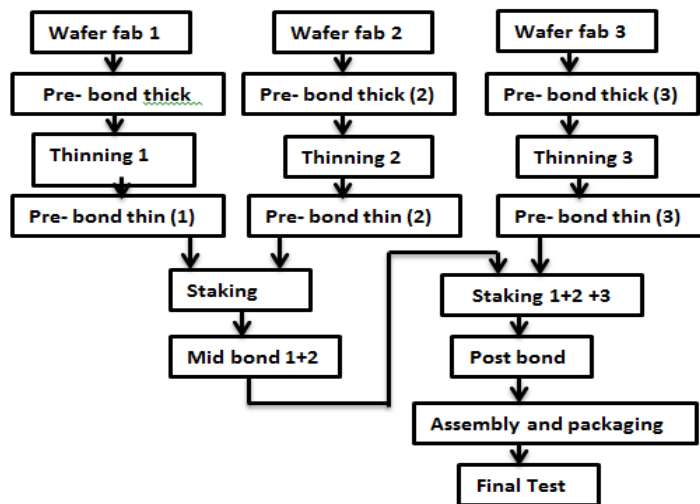 Wafer fab 1
Wafer fab 2
Wafer fab 3
Pre- bond thick
Pre- bond thick (2)
Pre- bond thick (3)
Thinning 1
Thinning 2
Thinning 3
Pre- bond thin (1)
Pre- bond thin (2)
Pre- bond thin (3)
Staking
Staking 1+2 +3
Mid bond 1+2
Post bond
Assembly and packaging
Final Test